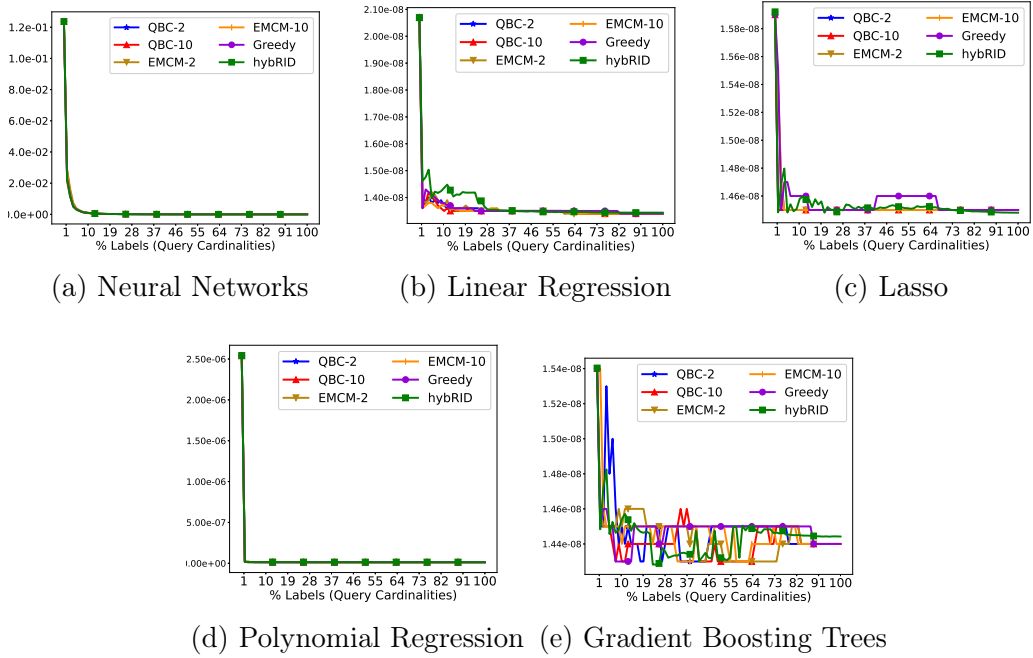 1.2e-01
1.0e-01
8.0e-02
6.0e-02
4.0e-02
2.0e-02
0.0e+00
QBC-2
QBC-10
EMCM-2
EMCM-10
Greedy
hybRID
1 10 19 28 37 46 55 64 73 82 91 100
% Labels (Query Cardinalities)
(a) Neural Networks
2.10e-08
2.00e-08
1.90e-08
1.80e-08
1.70e-08
1.60e-08
1.50e-08
1.40e-08
QBC-2
QBC-10
EMCM-2
EMCM-10
Greedy
hybRID
1 10 19 28 37 46 55 64 73 82 91 100
% Labels (Query Cardinalities)
(b) Linear Regression
1.58e-08
1.56e-08
1.54e-08
1.52e-08
1.50e-08
1.48e-08
1.46e-08
QBC-2
QBC-10
EMCM-2
EMCM-10
Greedy
hybRID
1 10 19 28 37 46 55 64 73 82 91 100
% Labels (Query Cardinalities)
(c) Lasso
2.50e-06
2.00e-06
1.50e-06
1.00e-06
5.00e-07
0.00e+00
QBC-2
QBC-10
EMCM-2
EMCM-10
Greedy
hybRID
1 10 19 28 37 46 55 64 73 82 91 100
% Labels (Query Cardinalities)
(d) Polynomial Regression
1.54e-08
1.52e-08
1.50e-08
1.48e-08
1.46e-08
1.44e-08
QBC-2
QBC-10
EMCM-2
EMCM-10
Greedy
hybRID
1 10 19 28 37 46 55 64 73 82 91 100
% Labels (Query Cardinalities)
(e) Gradient Boosting Trees